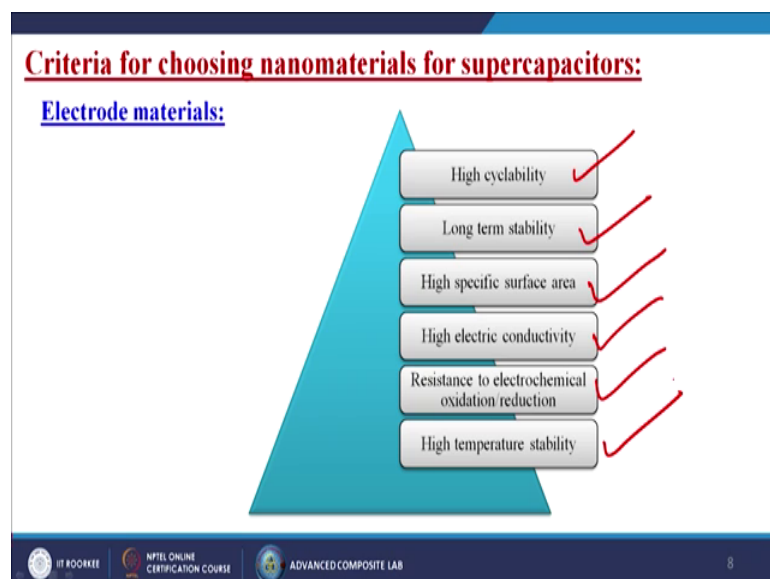 Criteria for choosing nanomaterials for supercapacitors:
Electrode materials:
High cyclability
Long term stability
High specific surface area
High electric conductivity
Resistance to electrochemical
oxidation/reduction
High temperature stability
IIT ROORKEE
NPTEL ONLINE
CERTIFICATION COURSE
ADVANCED COMPOSITE LAB
8